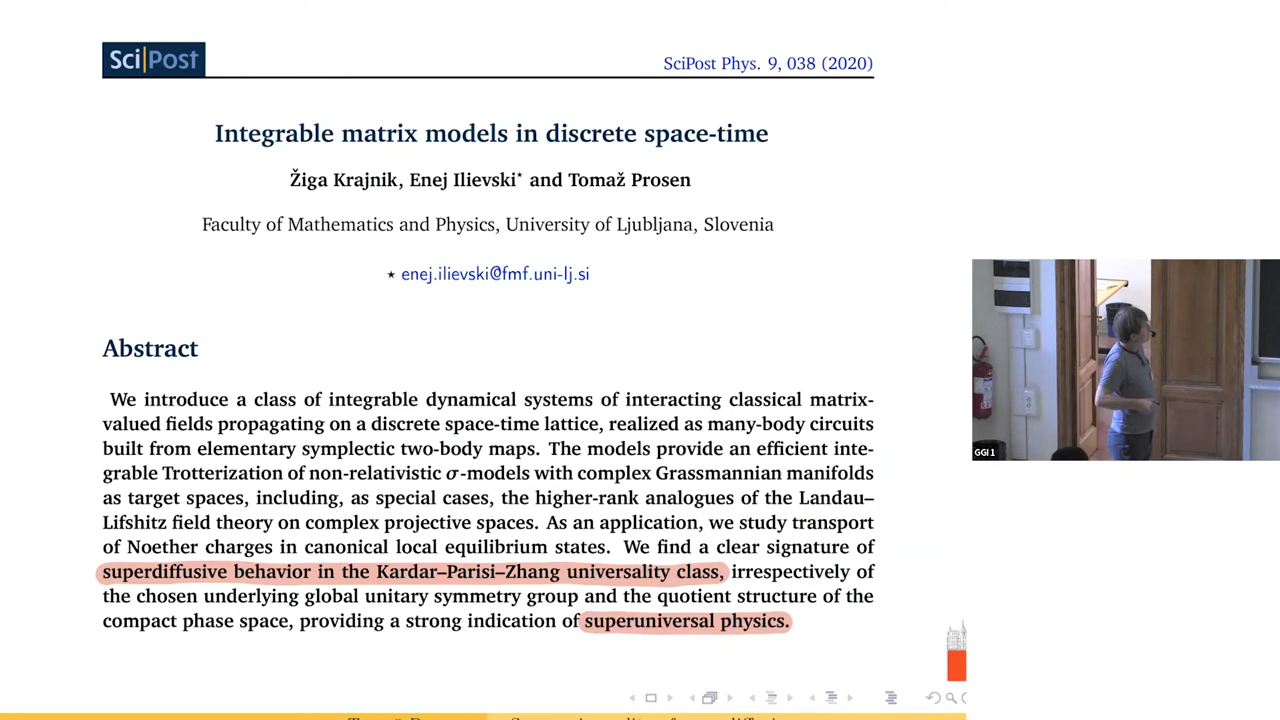 Sci|Post
SciPost Phys. 9, 038 (2020)
Integrable matrix models in discrete space-time
Žiga Krajnik, Enej Ilievski⋆ and Tomaž Prosen
Faculty of Mathematics and Physics, University of Ljubljana, Slovenia
⋆ enej.ilievski@fmf.uni-lj.si
Abstract
We introduce a class of integrable dynamical systems of interacting classical matrix-
valued fields propagating on a discrete space-time lattice, realized as many-body circuits
built from elementary symplectic two-body maps. The models provide an efficient inte-
grable Trotterization of non-relativistic σ-models with complex Grassmannian manifolds
as target spaces, including, as special cases, the higher-rank analogues of the Landau–
Lifshitz field theory on complex projective spaces. As an application, we study transport
of Noether charges in canonical local equilibrium states. We find a clear signature of
superdiffusive behavior in the Kardar–Parisi–Zhang universality class, irrespectively of
the chosen underlying global unitary symmetry group and the quotient structure of the
compact phase space, providing a strong indication of superuniversal physics.
GGI 1